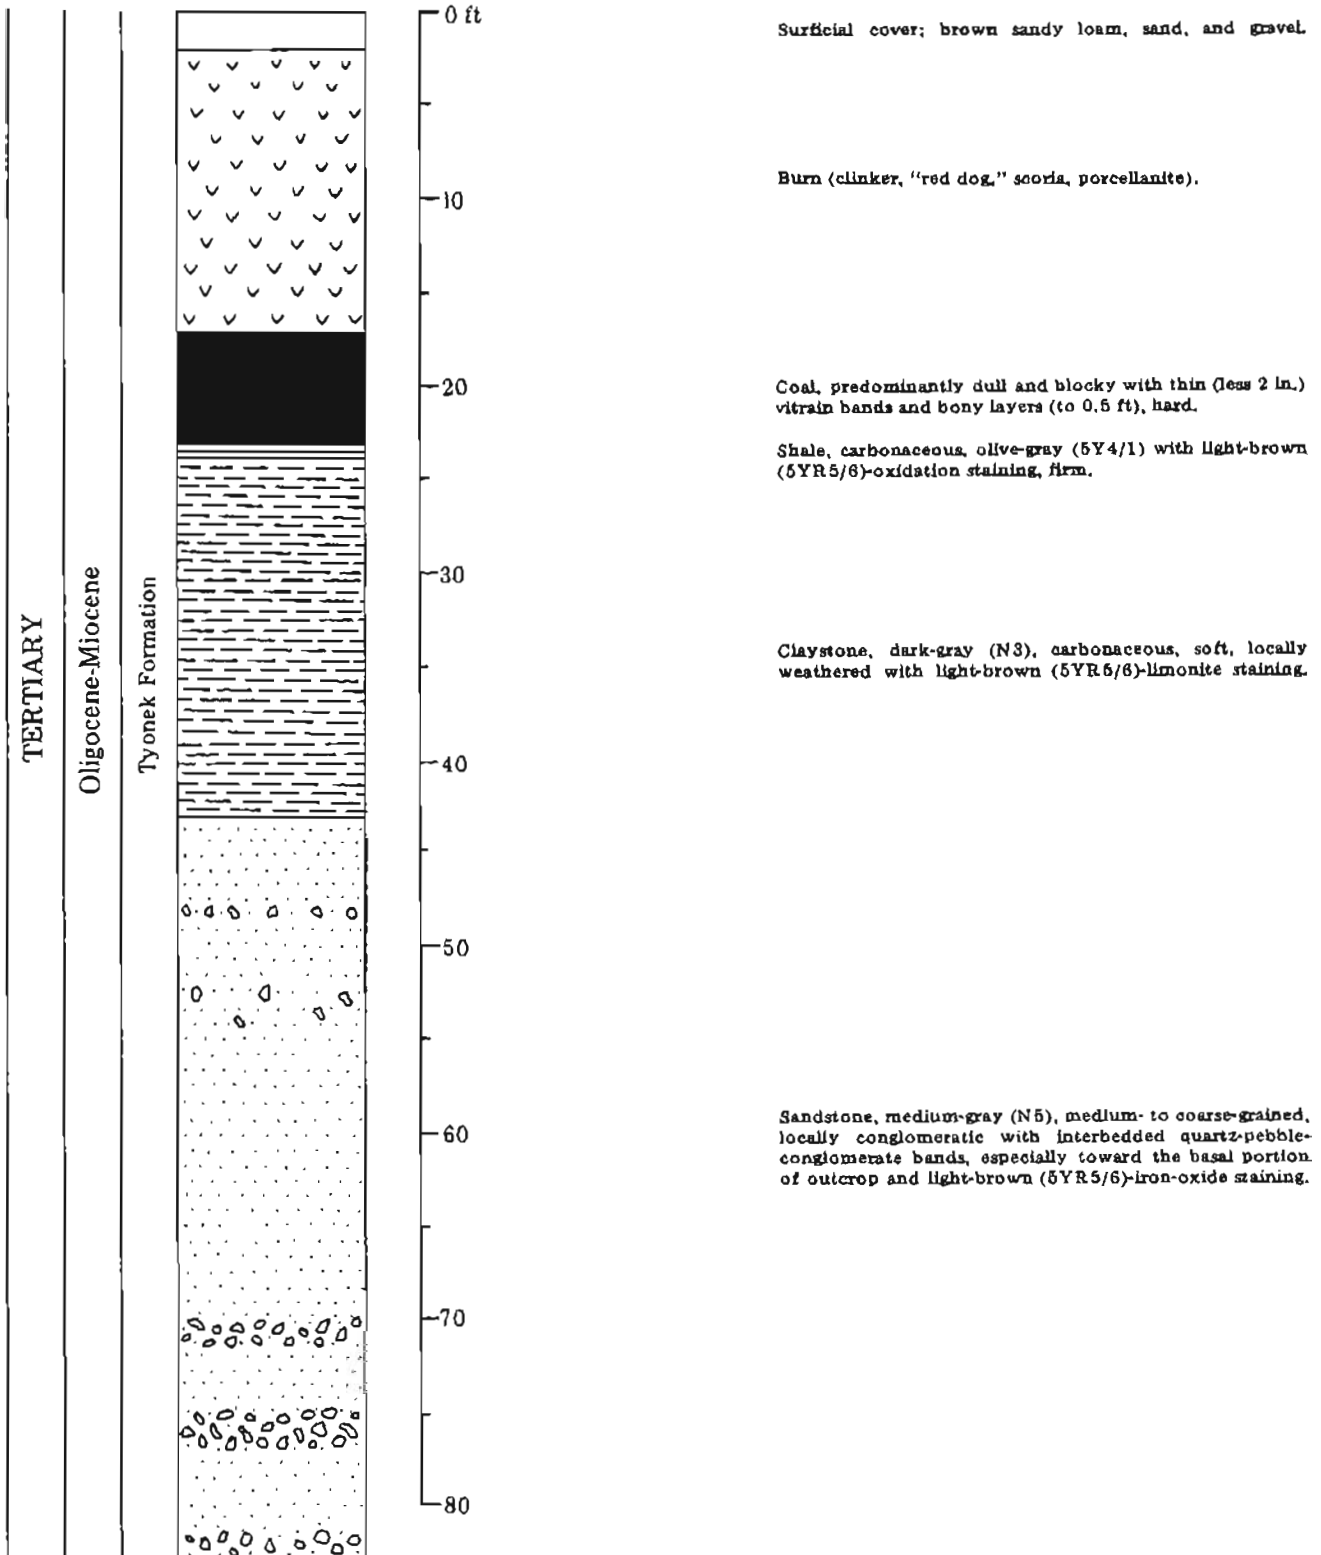 0 ft
Surficial cover; brown sandy loam, sand, and gravel.
Burn (clinker, "red dog," scoria, porcellanite).
10
20
Coal, predominantly dull and blocky with thin (less 2 in.)
vitrain bands and bony layers (to 0.5 ft), hard.
Shale, carbonaceous, olive-gray (5Y4/1) with light-brown
(5YR5/6)-oxidation staining, firm.
30
TERTIARY
Oligocene-Miocene
Tyonek Formation
Claystone, dark-gray (N3), carbonaceous, soft, locally
weathered with light-brown (5YR5/6)-limonite staining.
40
50
60
Sandstone, medium-gray (N5), medium- to coarse-grained,
locally conglomeratic with interbedded quartz-pebble-
conglomerate bands, especially toward the basal portion
of outcrop and light-brown (5YR5/6)-iron-oxide staining.
70
80